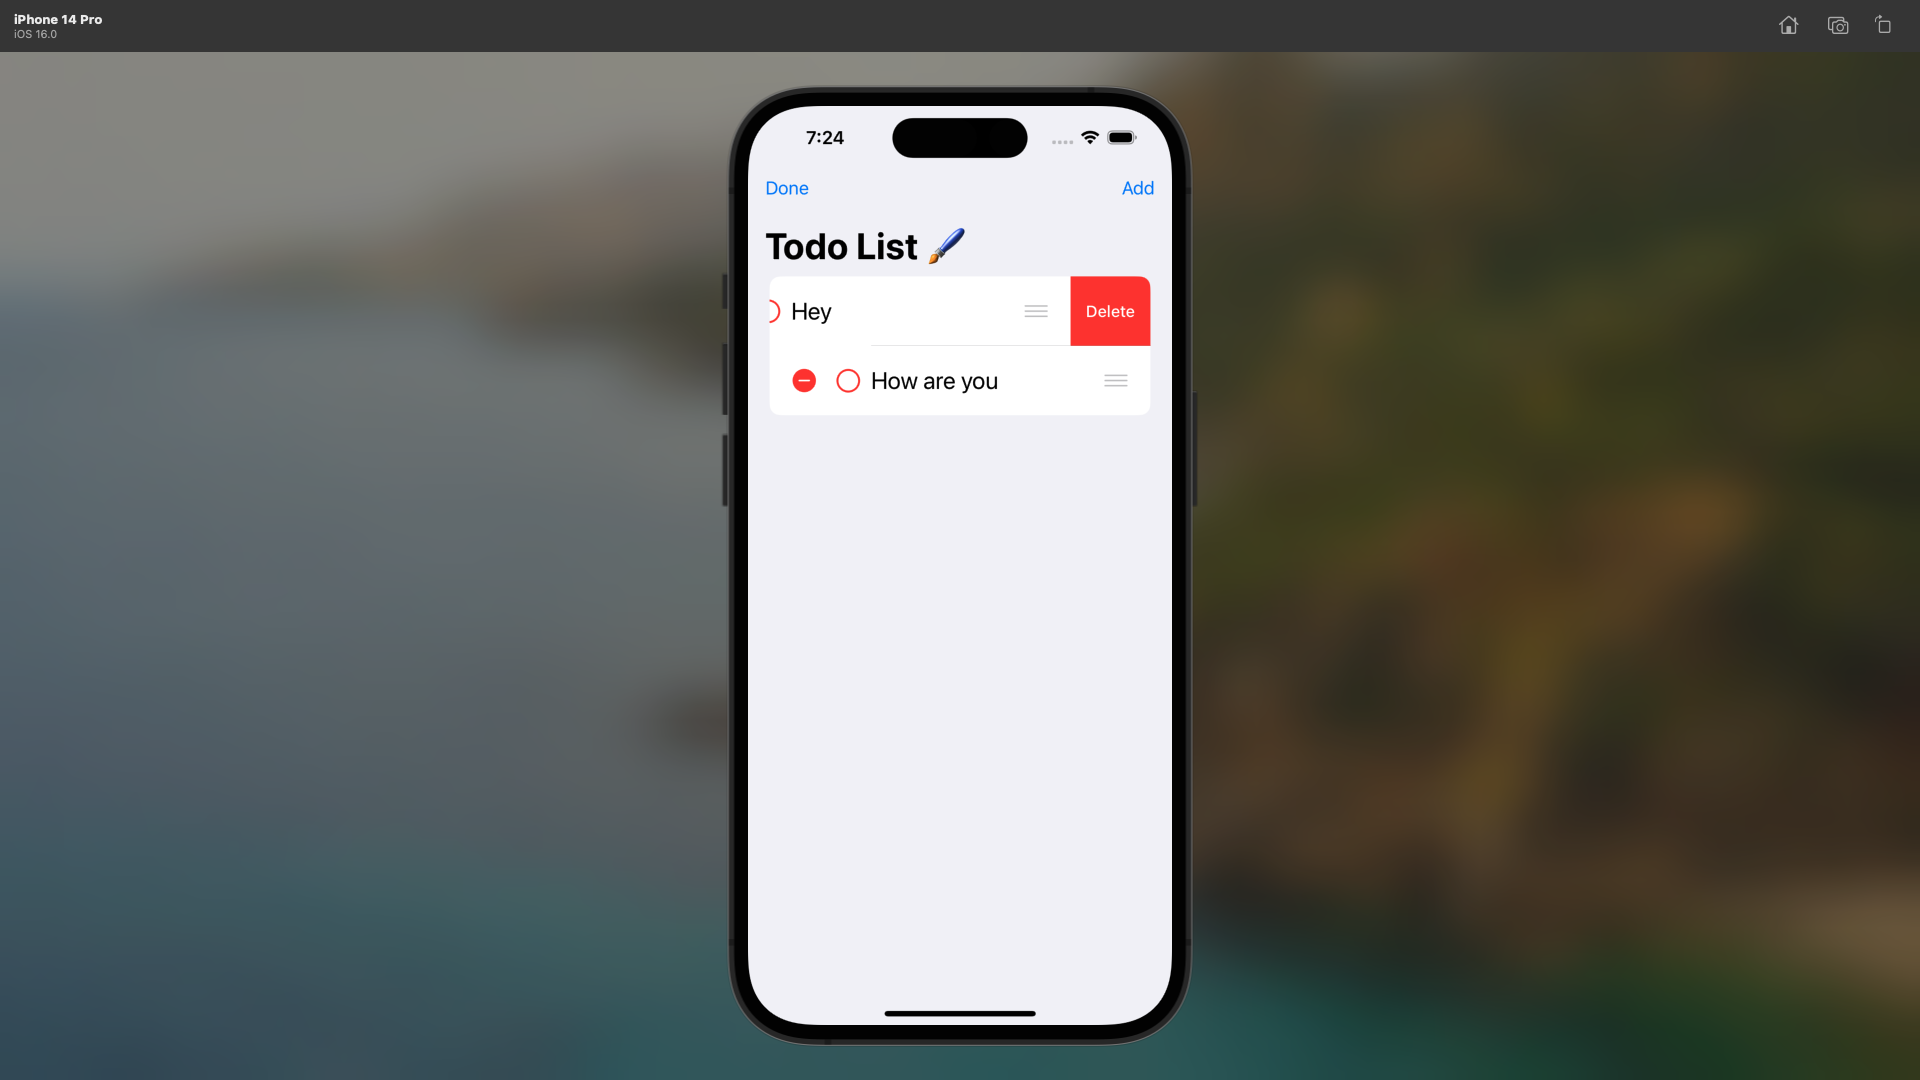 iPhone 14 Pro
iOS 16.0
7:24
Done Add
Todo List 🖌️
Hey Delete
How are you